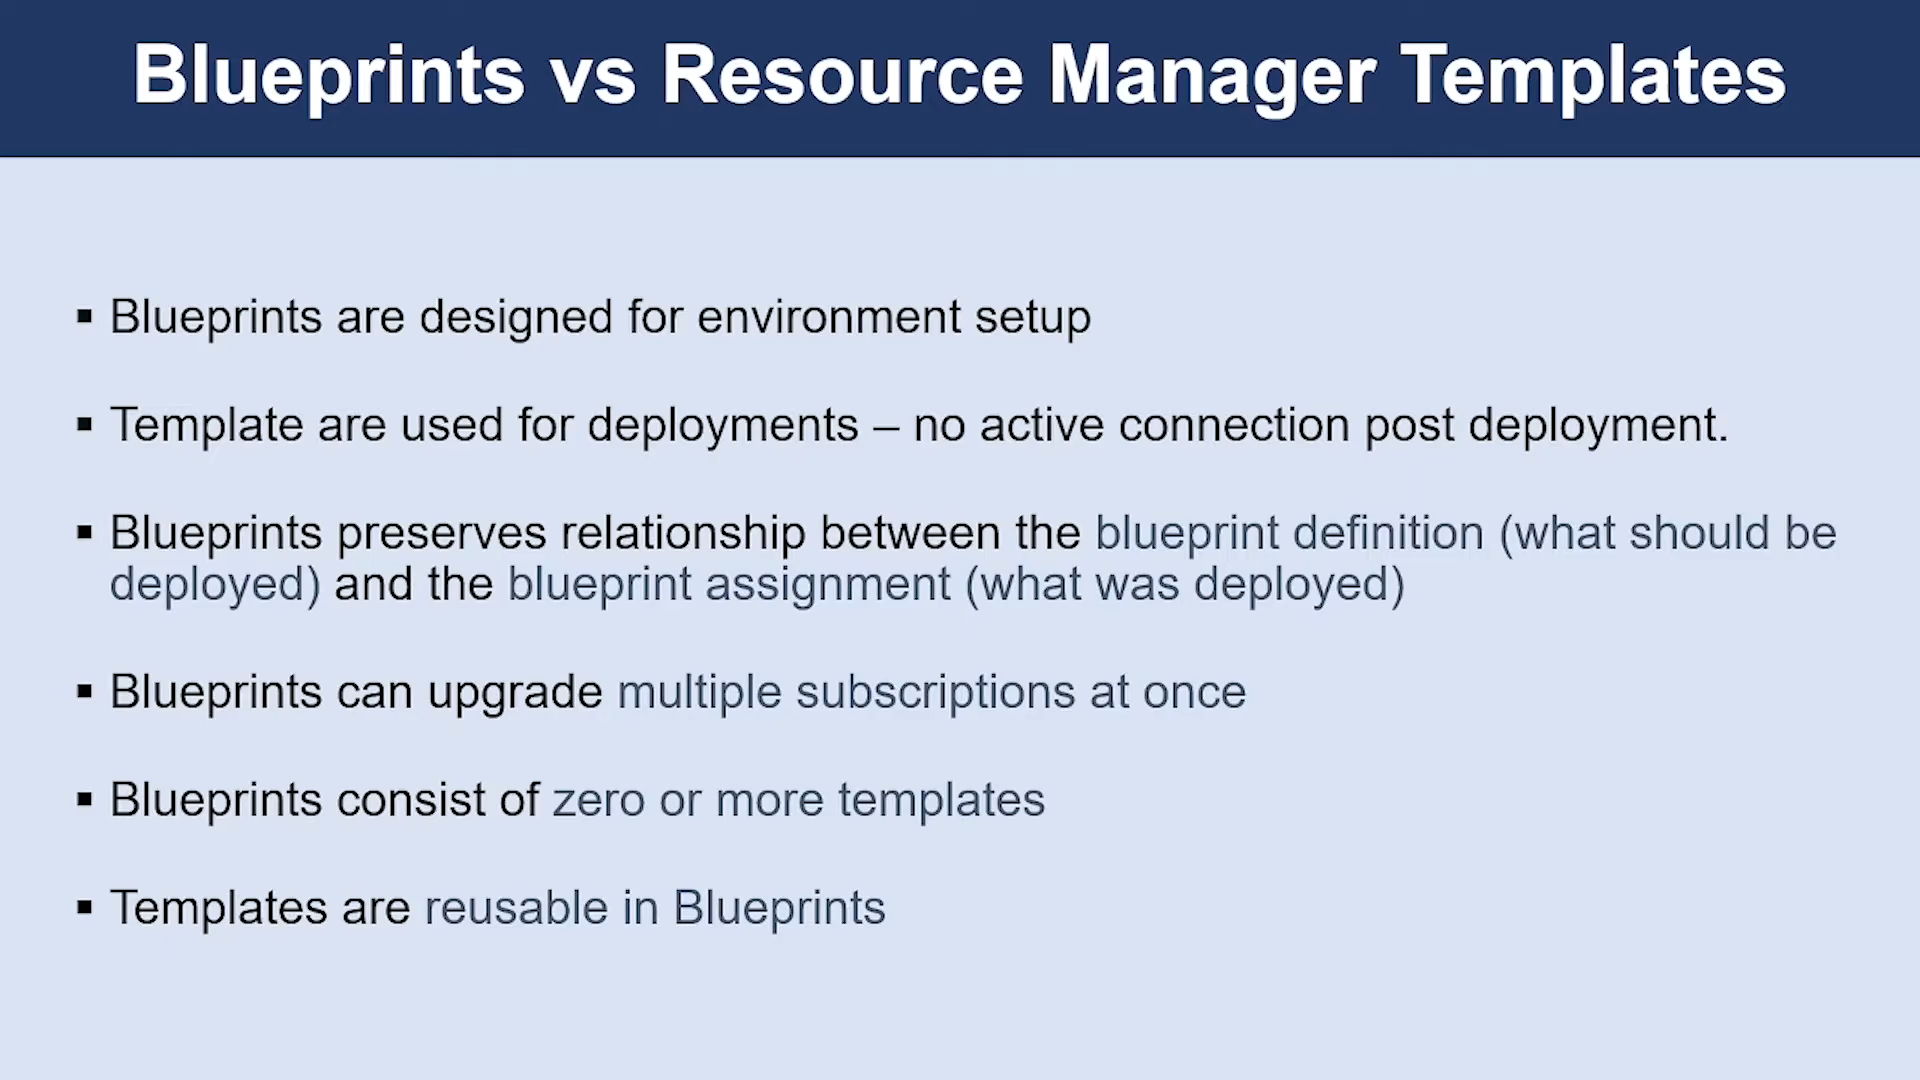 Blueprints vs Resource Manager Templates
▪ Blueprints are designed for environment setup
▪ Template are used for deployments – no active connection post deployment.
▪ Blueprints preserves relationship between the blueprint definition (what should be
deployed) and the blueprint assignment (what was deployed)
▪ Blueprints can upgrade multiple subscriptions at once
▪ Blueprints consist of zero or more templates
▪ Templates are reusable in Blueprints